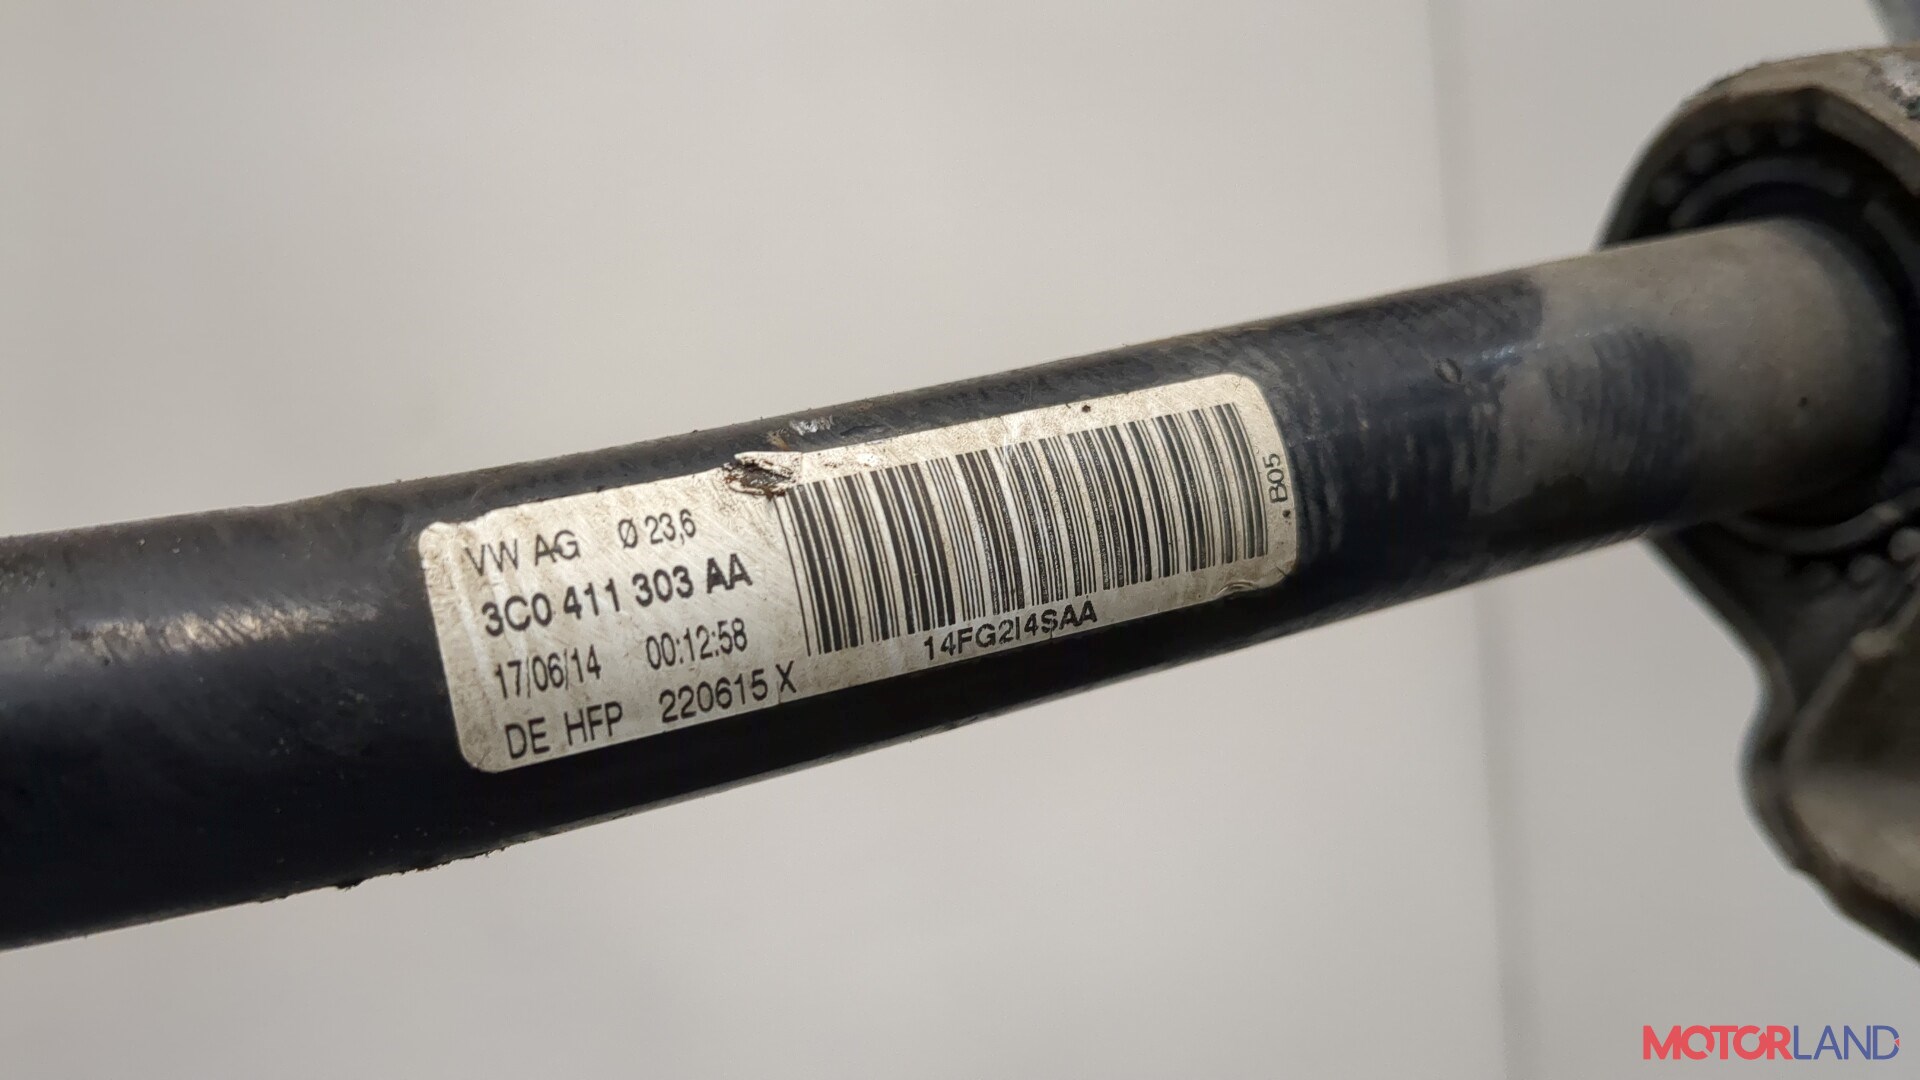 VW AG Ø 23,6
3C0 411 303 AA
17/06/14 00:12:58
DE HFP 220615 X
14FG2I4SAA
B05
MOTORLAND